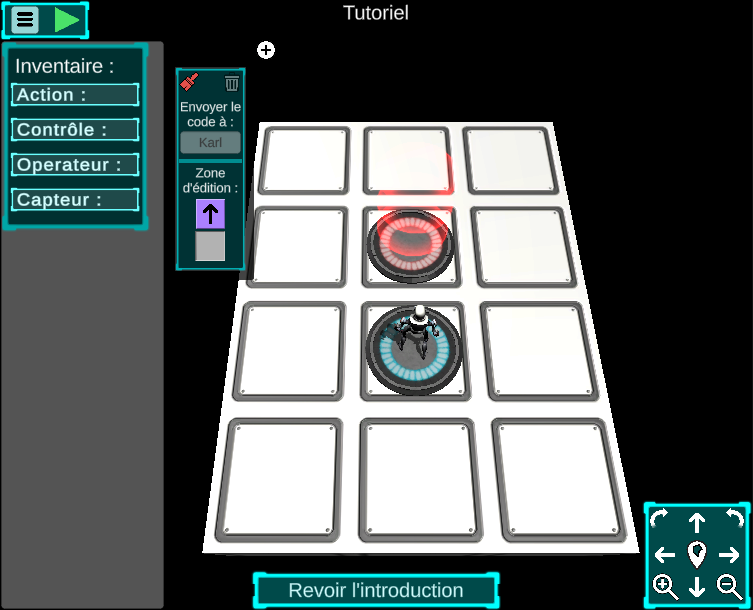 Tutoriel
Inventaire :
Action :
Contrôle :
Operateur :
Capteur :
Envoyer le
code à :
Karl
Zone
d'édition :
Revoir l'introduction